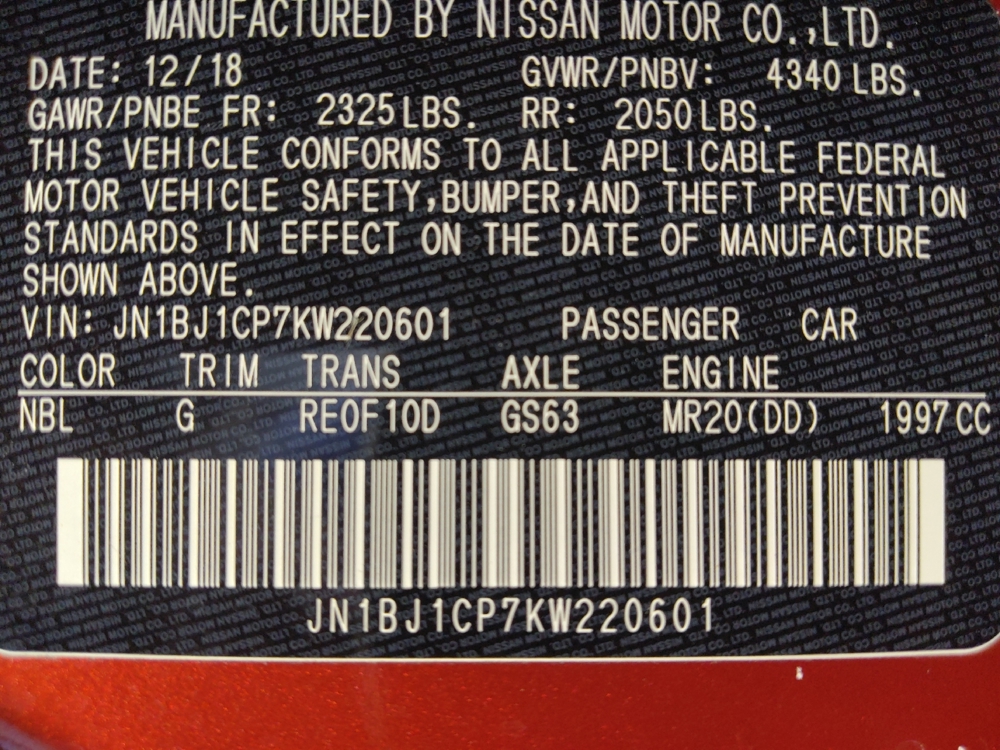 MANUFACTURED BY NISSAN MOTOR CO.,LTD.
DATE: 12/18 GVWR/PNBV: 4340 LBS.
GAWR/PNBE FR: 2325 LBS. RR: 2050 LBS.
THIS VEHICLE CONFORMS TO ALL APPLICABLE FEDERAL
MOTOR VEHICLE SAFETY,BUMPER,AND THEFT PREVENTION
STANDARDS IN EFFECT ON THE DATE OF MANUFACTURE
SHOWN ABOVE.
VIN: JN1BJ1CP7KW220601 PASSENGER CAR
COLOR TRIM TRANS AXLE ENGINE
NBL G RE0F10D GS63 MR20(DD) 1997CC
JN1BJ1CP7KW220601